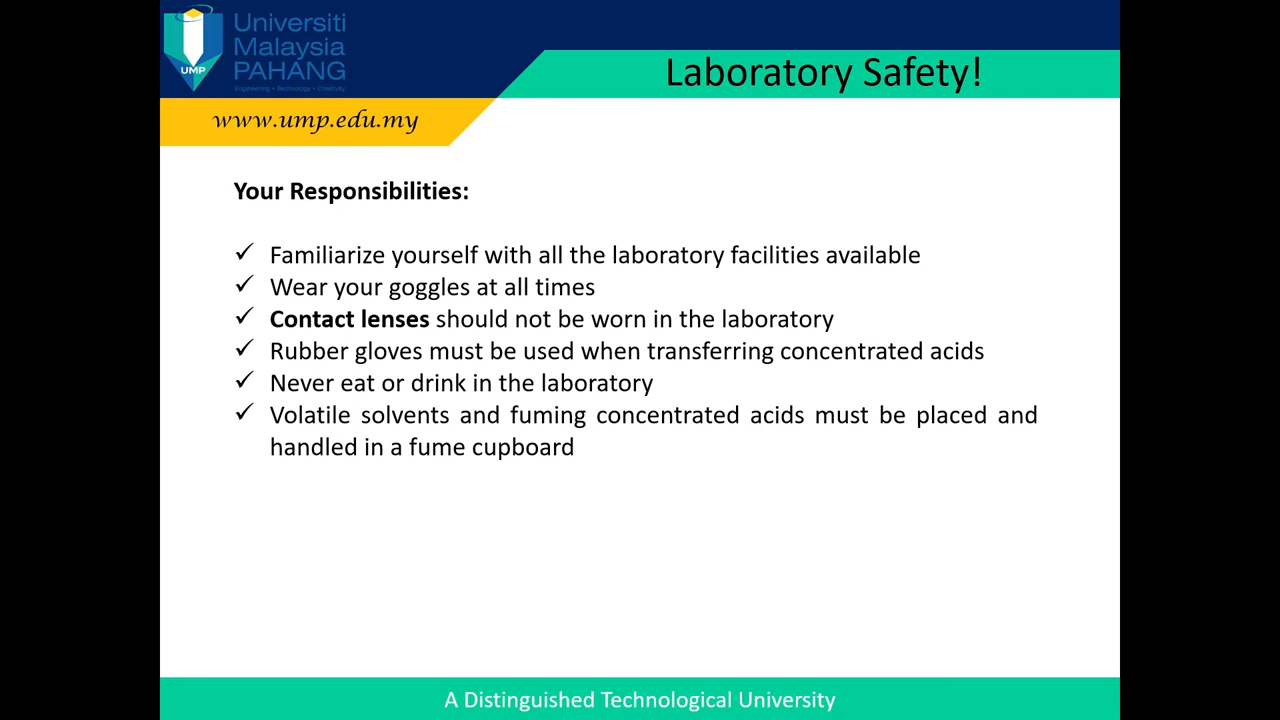 Universiti
Malaysia
PAHANG
Engineering • Technology • Creativity
UMP
Laboratory Safety!
www.ump.edu.my
Your Responsibilities:
✓ Familiarize yourself with all the laboratory facilities available
✓ Wear your goggles at all times
✓ Contact lenses should not be worn in the laboratory
✓ Rubber gloves must be used when transferring concentrated acids
✓ Never eat or drink in the laboratory
✓ Volatile solvents and fuming concentrated acids must be placed and
handled in a fume cupboard
A Distinguished Technological University